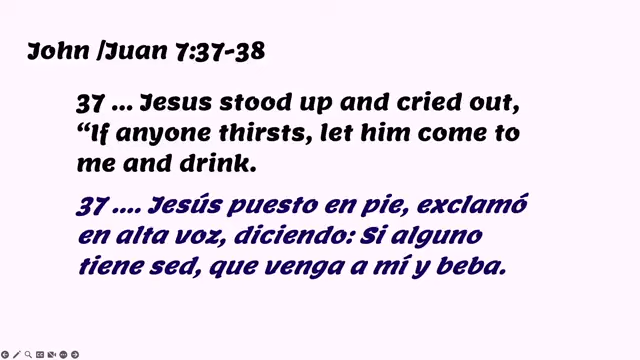 John /Juan 7:37-38
37 ... Jesus stood up and cried out,
“If anyone thirsts, let him come to
me and drink.
37 .... Jesús puesto en pie, exclamó
en alta voz, diciendo: Si alguno
tiene sed, que venga a mí y beba.